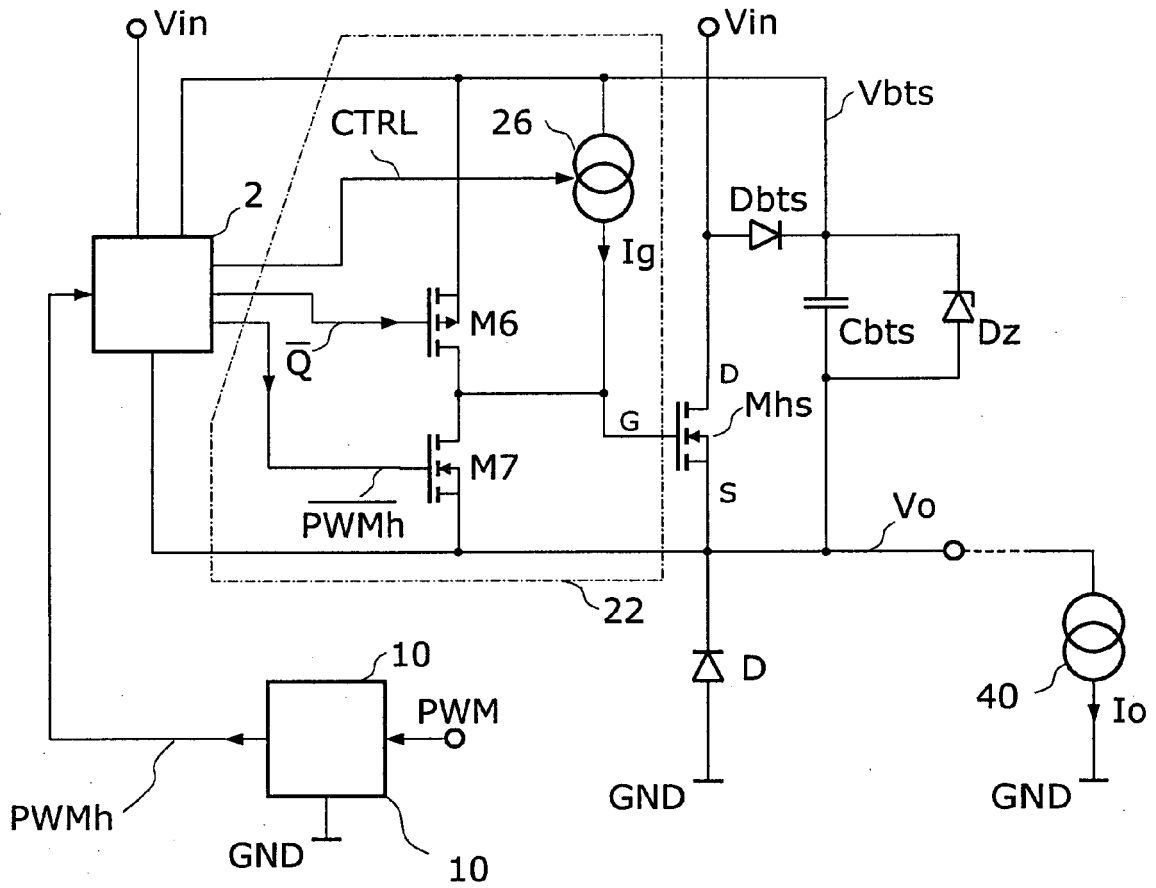 Vin
Vin
Vbts
CTRL
26
2
Dbts
Ig
M6
Q̅
Cbts
Dz
D
Mhs
G
M7
S
P̅W̅M̅h̅
Vo
22
10
D
40
PWM
Io
GND
GND
PWMh
GND
10